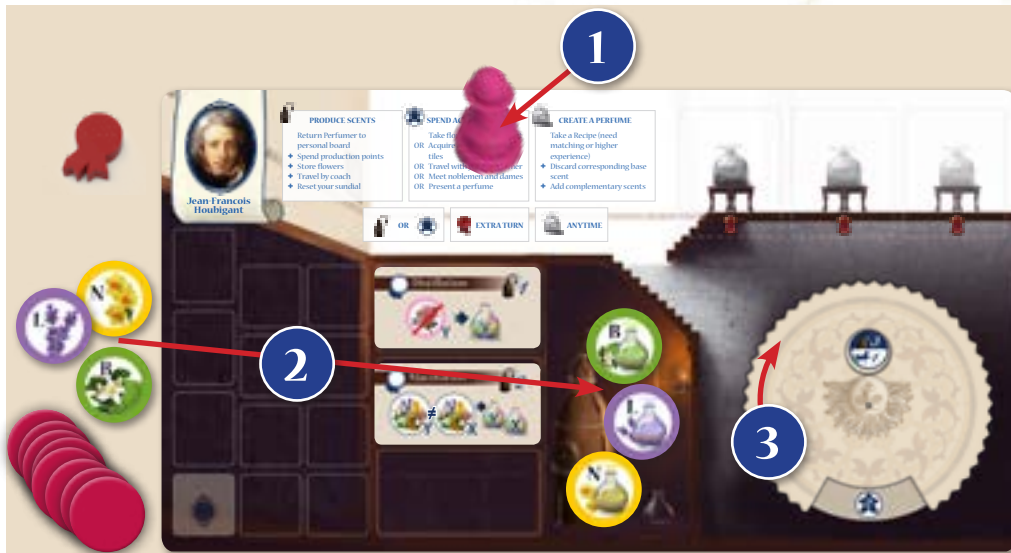 1
PRODUCE SCENTS
Return Perfumer to
personal board
✦ Spend production points
✦ Store flowers
✦ Travel by coach
✦ Reset your sundial
SPEND
Take
OR Acquire
tiles
OR Travel with
OR Meet noblemen and dames
OR Present a perfume
CREATE A PERFUME
Take a Recipe (need
matching or higher
experience)
✦ Discard corresponding base
scent
✦ Add complementary scents
Jean-Francois
Houbigant
OR
EXTRA TURN
ANYTIME
N
L
B
2
B
L
N
Y
≠
Y
X
X
3